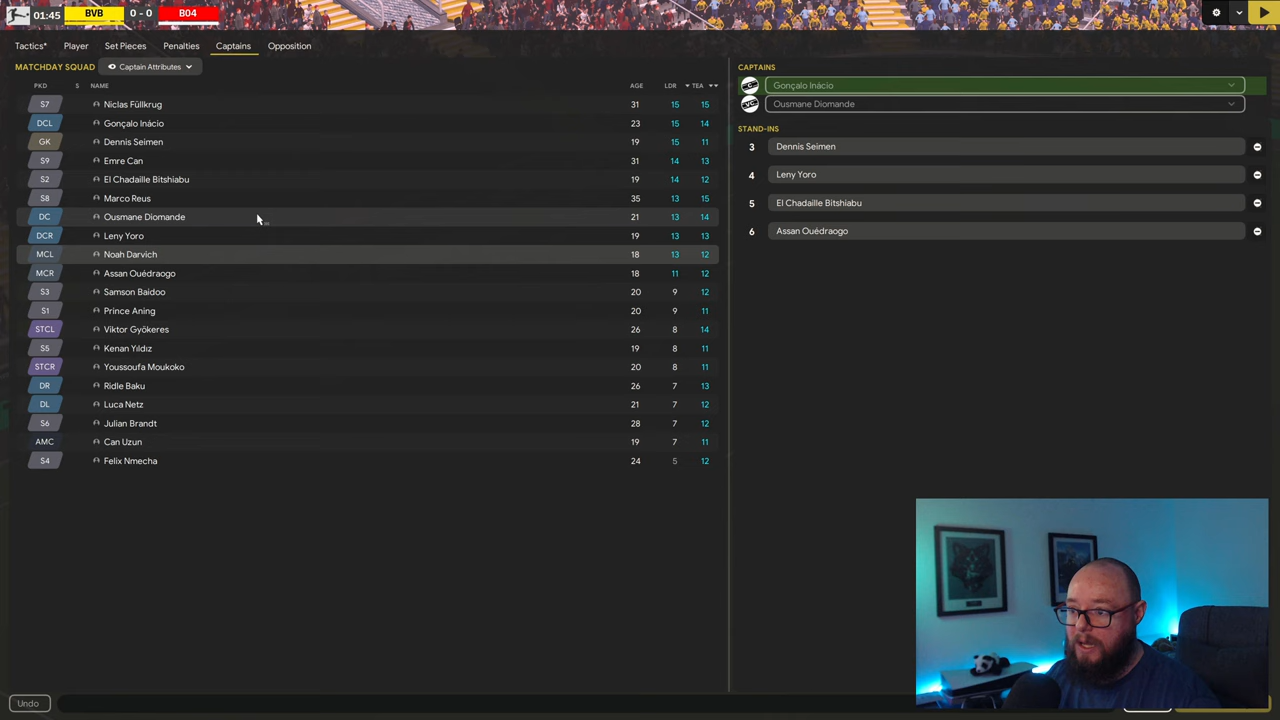 01:45 BVB 0 - 0 B04
Tactics* Player Set Pieces Penalties Captains Opposition
MATCHDAY SQUAD Captain Attributes
PKD S NAME AGE LDR TEA
S7 Niclas Füllkrug 31 15 15
DCL Gonçalo Inácio 23 15 14
GK Dennis Seimen 19 15 11
S9 Emre Can 31 14 13
S2 El Chadaille Bitshiabu 19 14 12
S8 Marco Reus 35 13 15
DC Ousmane Diomande 21 13 14
DCR Leny Yoro 19 13 13
MCL Noah Darvich 18 13 12
MCR Assan Ouédraogo 18 11 12
S3 Samson Baidoo 20 9 12
S1 Prince Aning 20 9 11
STCL Viktor Gyökeres 26 8 14
S5 Kenan Yıldız 19 8 11
STCR Youssoufa Moukoko 20 8 11
DR Ridle Baku 26 7 13
DL Luca Netz 21 7 12
S6 Julian Brandt 28 7 12
AMC Can Uzun 19 7 11
S4 Felix Nmecha 24 5 12
CAPTAINS
C Gonçalo Inácio
VC Ousmane Diomande
STAND-INS
3 Dennis Seimen
4 Leny Yoro
5 El Chadaille Bitshiabu
6 Assan Ouédraogo
Undo